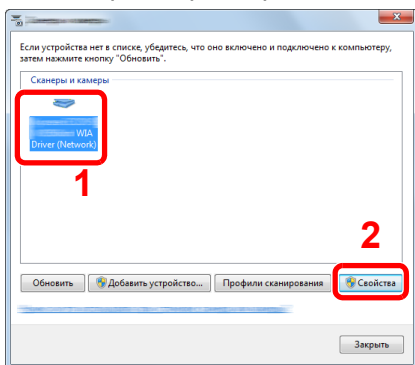 Если устройства нет в списке, убедитесь, что оно включено и подключено к компьютеру,
затем нажмите кнопку "Обновить".
Сканеры и камеры
WIA
Driver (Network)
1
2
Обновить
Добавить устройство...
Профили сканирования
Свойства
Закрыть